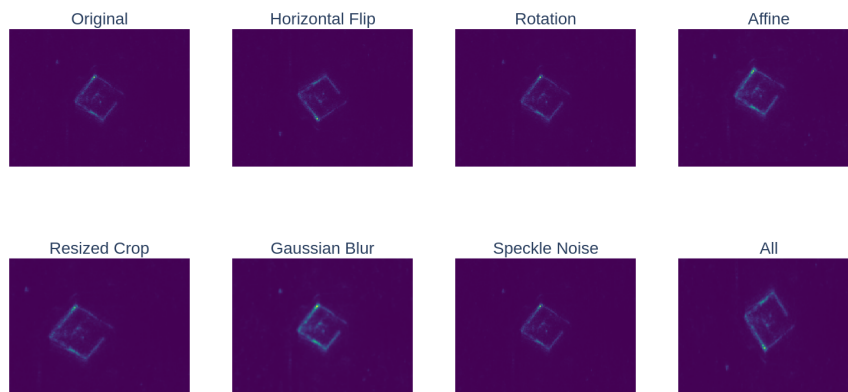 Original
Horizontal Flip
Rotation
Affine
Resized Crop
Gaussian Blur
Speckle Noise
All